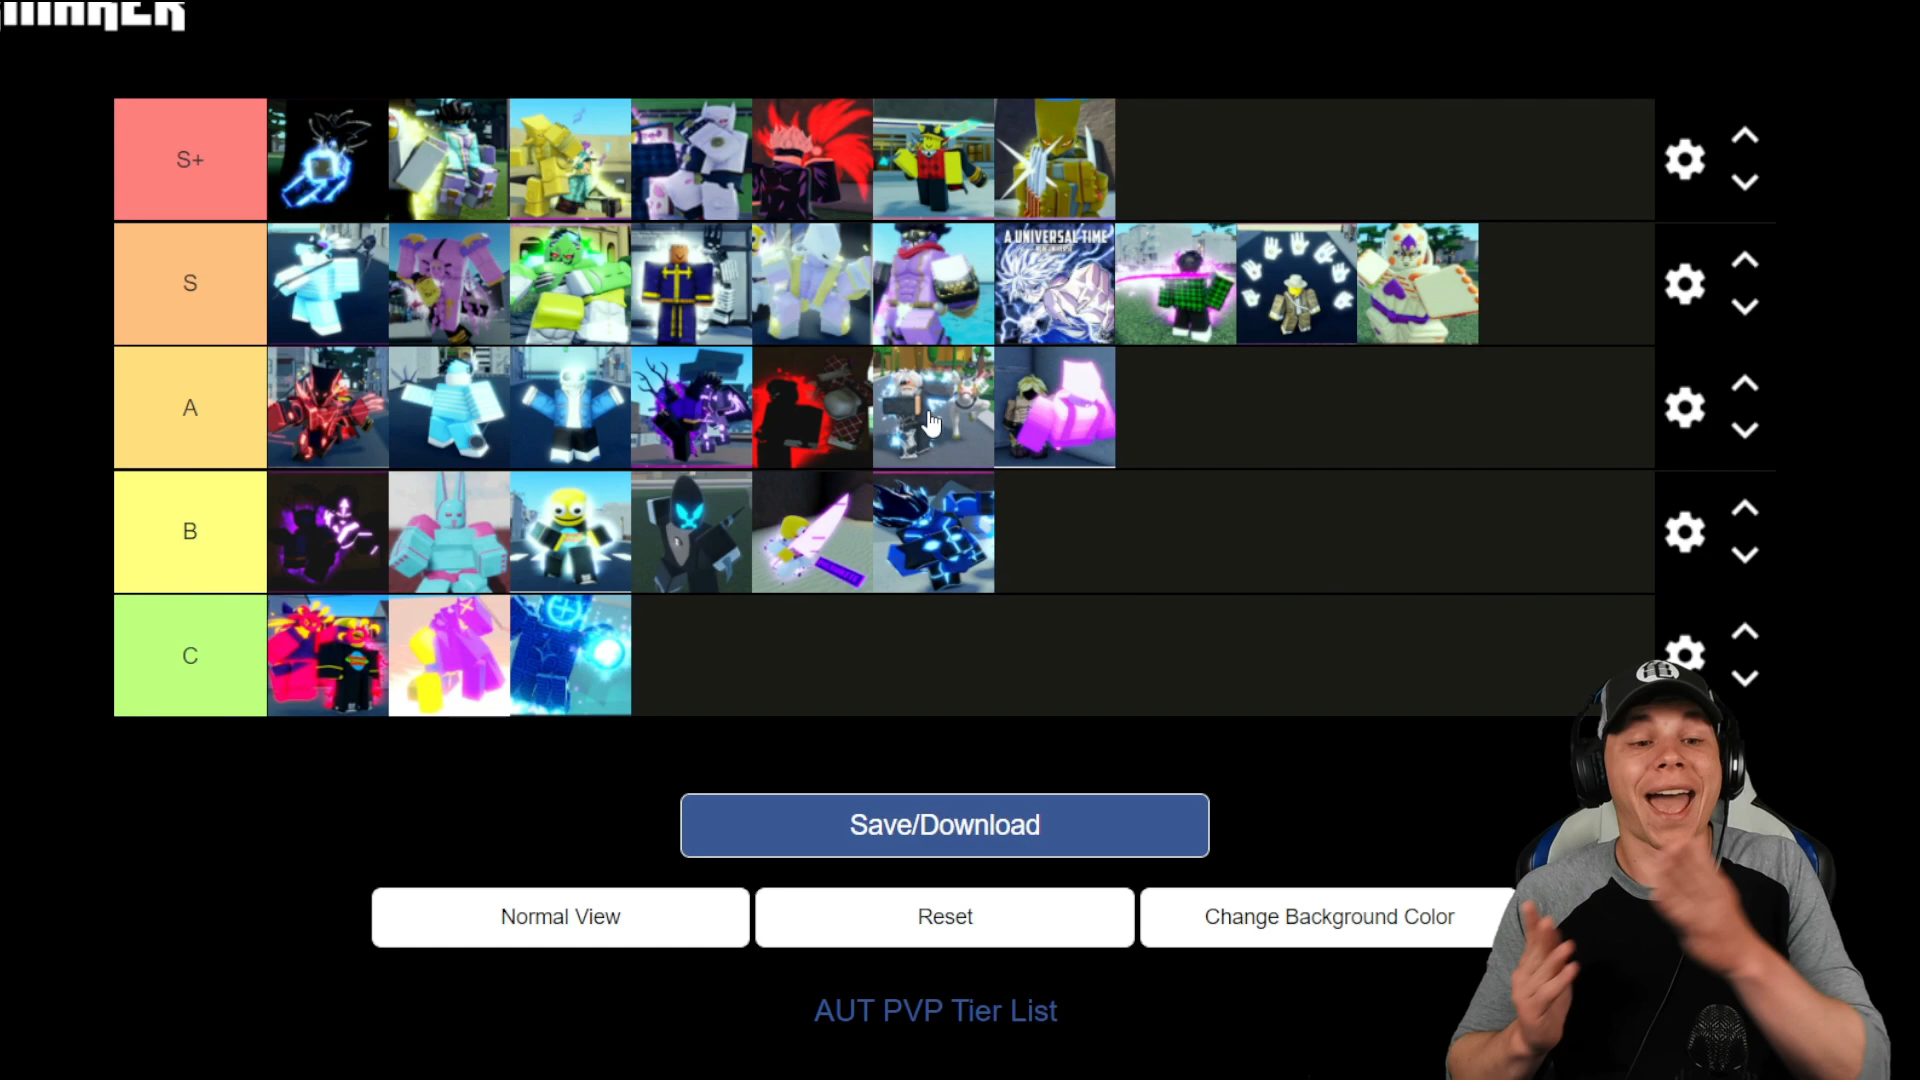 S+
S
A UNIVERSAL TIME
A
B
C
Save/Download
Normal View
Reset
Change Background Color
AUT PVP Tier List